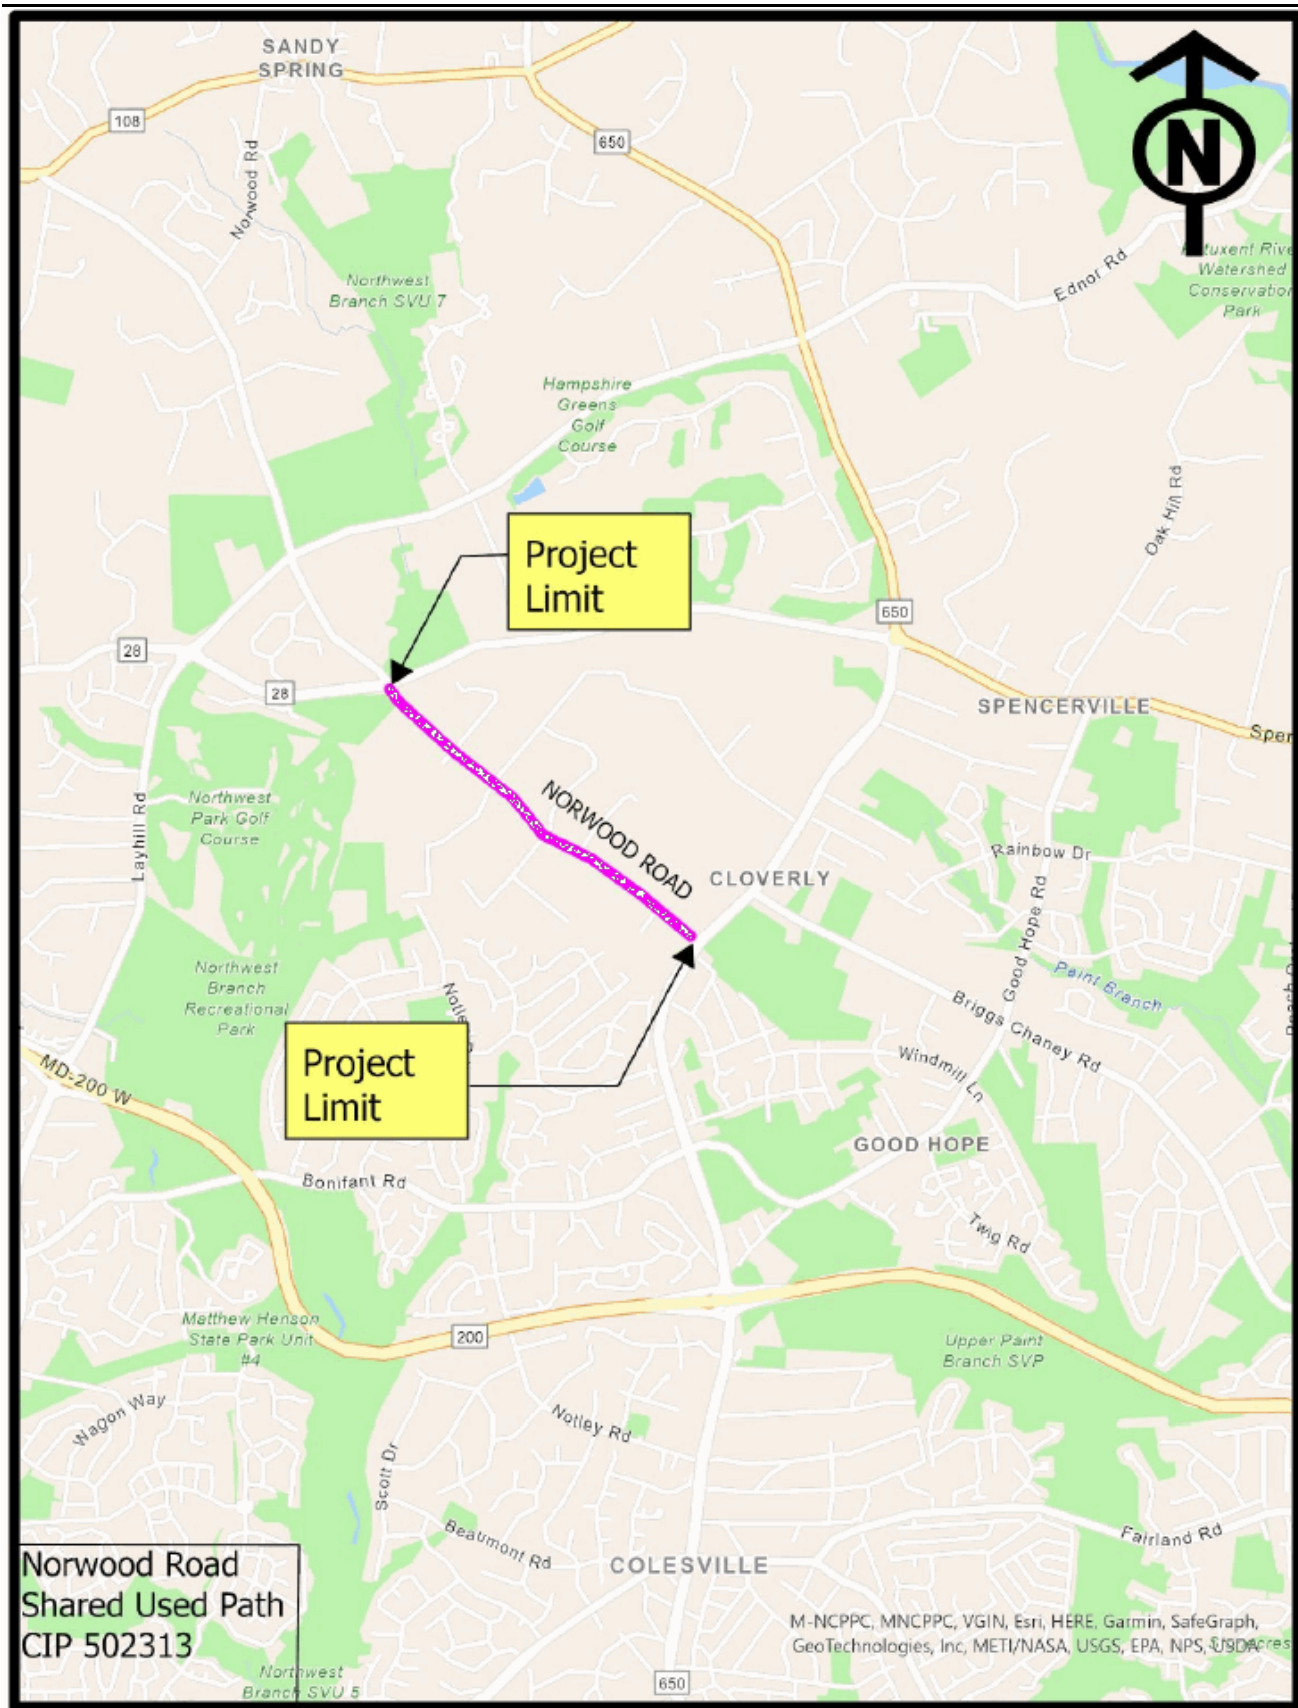 SANDY
SPRING
108
650
Norwood Rd
N
Northwest
Branch SVU 7
Ednor Rd
Watershed
Conservation
Park
Hampshire
Greens
Golf
Course
Oak Hill Rd
Project
Limit
650
28
28
SPENCERVILLE
Spen
Northwest
Park Golf
Course
Layhill Rd
NORWOOD ROAD
Rainbow Dr
CLOVERLY
Good Hope Rd
Northwest
Branch
Recreational
Park
Paint Branch
Briggs Chaney Rd
Project
Limit
Windmill Ln
MD-200 W
GOOD HOPE
Bonifant Rd
Twig Rd
Matthew Henson
State Park Unit
#4
200
Upper Paint
Branch SVP
Wagon Way
Notley Rd
Scott Dr
Beaumont Rd
Fairland Rd
COLESVILLE
Norwood Road
Shared Used Path
CIP 502313
M-NCPPC, MNCPPC, VGIN, Esri, HERE, Garmin, SafeGraph,
GeoTechnologies, Inc, METI/NASA, USGS, EPA, NPS, USDA
Northwest
Branch SVU 5
650